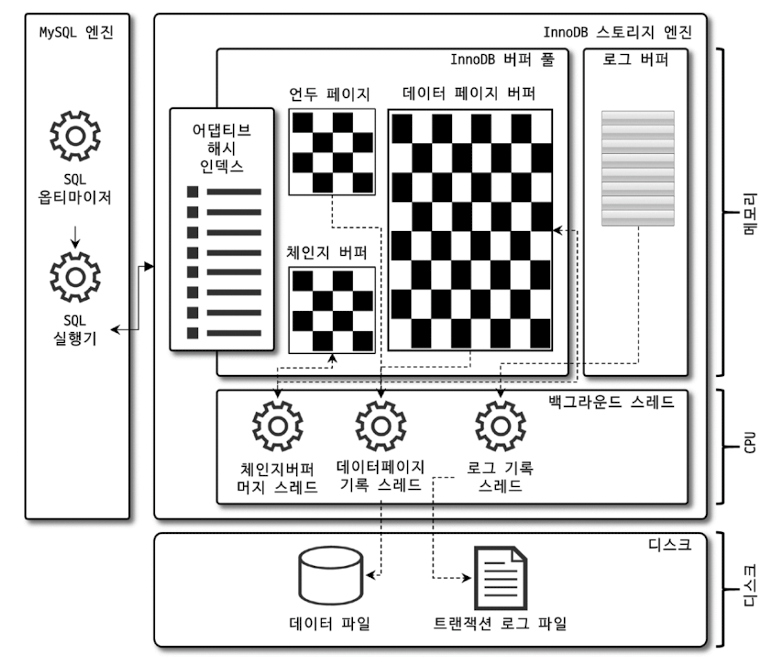 MySQL 엔진
SQL
옵티마이저
SQL
실행기
InnoDB 스토리지 엔진
InnoDB 버퍼 풀
로그 버퍼
언두 페이지
데이터 페이지 버퍼
어댑티브
해시
인덱스
체인지 버퍼
메모리
백그라운드 스레드
체인지버퍼
머지 스레드
데이터페이지
기록 스레드
로그 기록
스레드
CPU
디스크
데이터 파일
트랜잭션 로그 파일
디스크